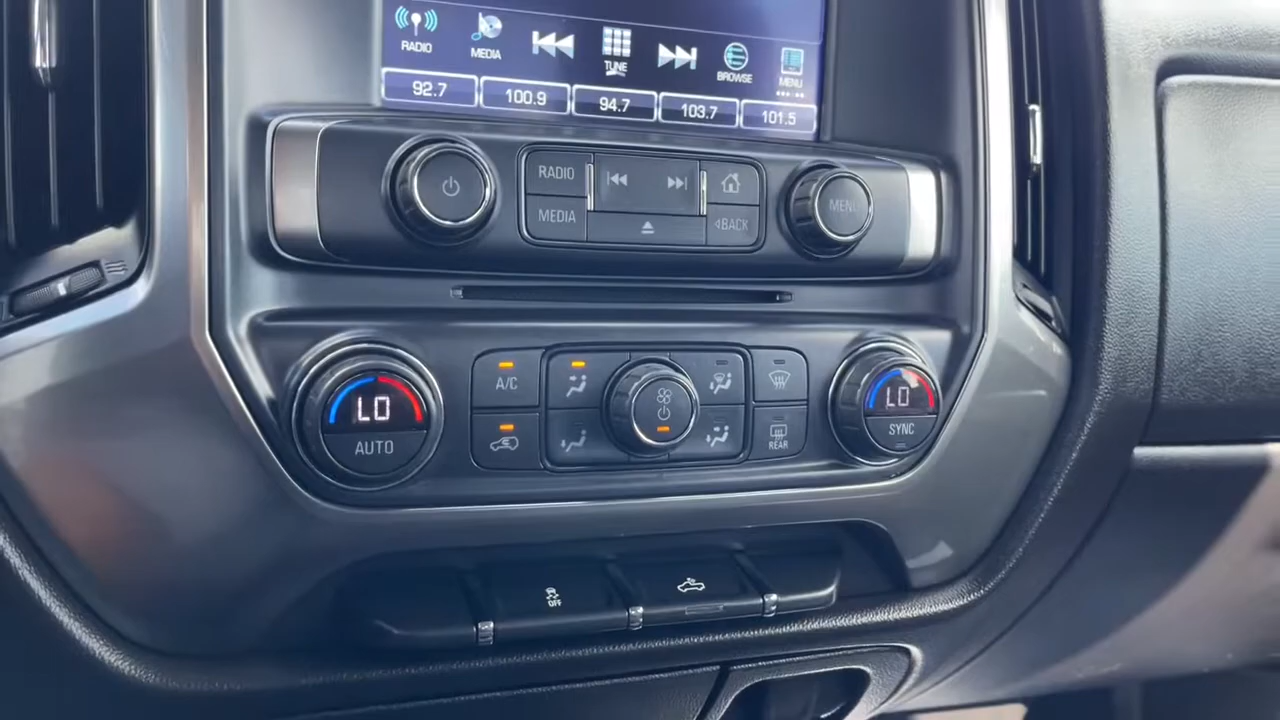 RADIO
MEDIA
TUNE
BROWSE
MENU
92.7
100.9
94.7
103.7
101.5
RADIO
MEDIA
BACK
MENU
LO
AUTO
A/C
REAR
LO
SYNC
OFF